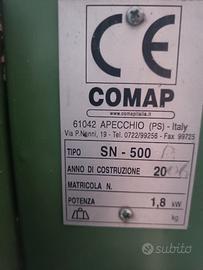 CE
COMAP
www.comapitalia.it
61042 APECCHIO (PS) - Italy
Via P. Nenni, 19 - Tel. 0722/99256 - Fax 99725
TIPO SN - 500
ANNO DI COSTRUZIONE 20
MATRICOLA N.
POTENZA 1,8 kW
kg
subito